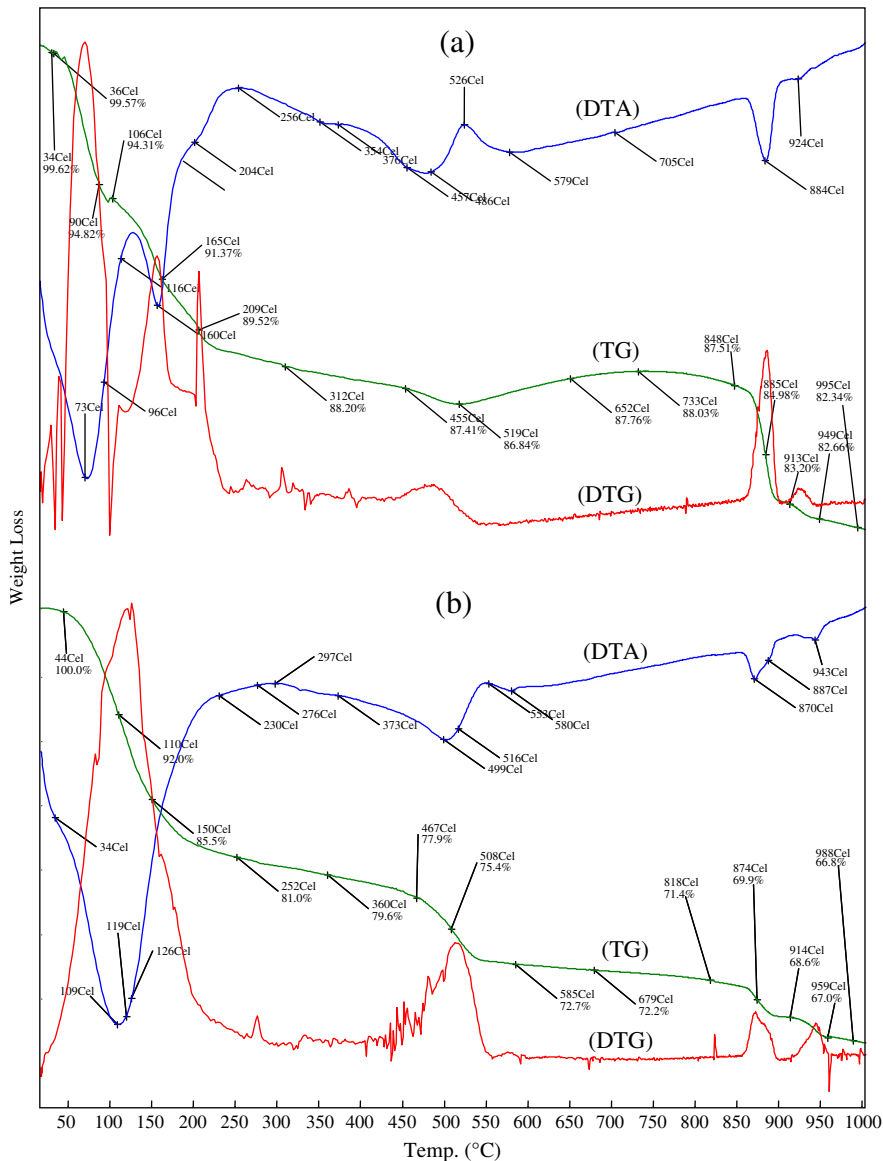 (a)
36Cel
99.57%
106Cel
94.31%
526Cel
(DTA)
34Cel
99.62%
256Cel
354Cel
376Cel
457Cel
486Cel
204Cel
579Cel
705Cel
924Cel
884Cel
90Cel
94.82%
165Cel
91.37%
116Cel
160Cel
209Cel
89.52%
73Cel
96Cel
312Cel
88.20%
455Cel
87.41%
519Cel
86.84%
(TG)
652Cel
87.76%
733Cel
88.03%
848Cel
87.51%
885Cel
84.98%
995Cel
82.34%
949Cel
82.66%
913Cel
83.20%
(DTG)
Weight Loss
(b)
44Cel
100.0%
297Cel
(DTA)
230Cel
276Cel
373Cel
499Cel
516Cel
553Cel
580Cel
943Cel
887Cel
870Cel
110Cel
92.0%
150Cel
85.5%
34Cel
119Cel
126Cel
109Cel
252Cel
81.0%
360Cel
79.6%
467Cel
77.9%
508Cel
75.4%
(TG)
585Cel
72.7%
679Cel
72.2%
818Cel
71.4%
874Cel
69.9%
988Cel
66.8%
914Cel
68.6%
959Cel
67.0%
(DTG)
50 100 150 200 250 300 350 400 450 500 550 600 650 700 750 800 850 900 950 1000
Temp. (°C)